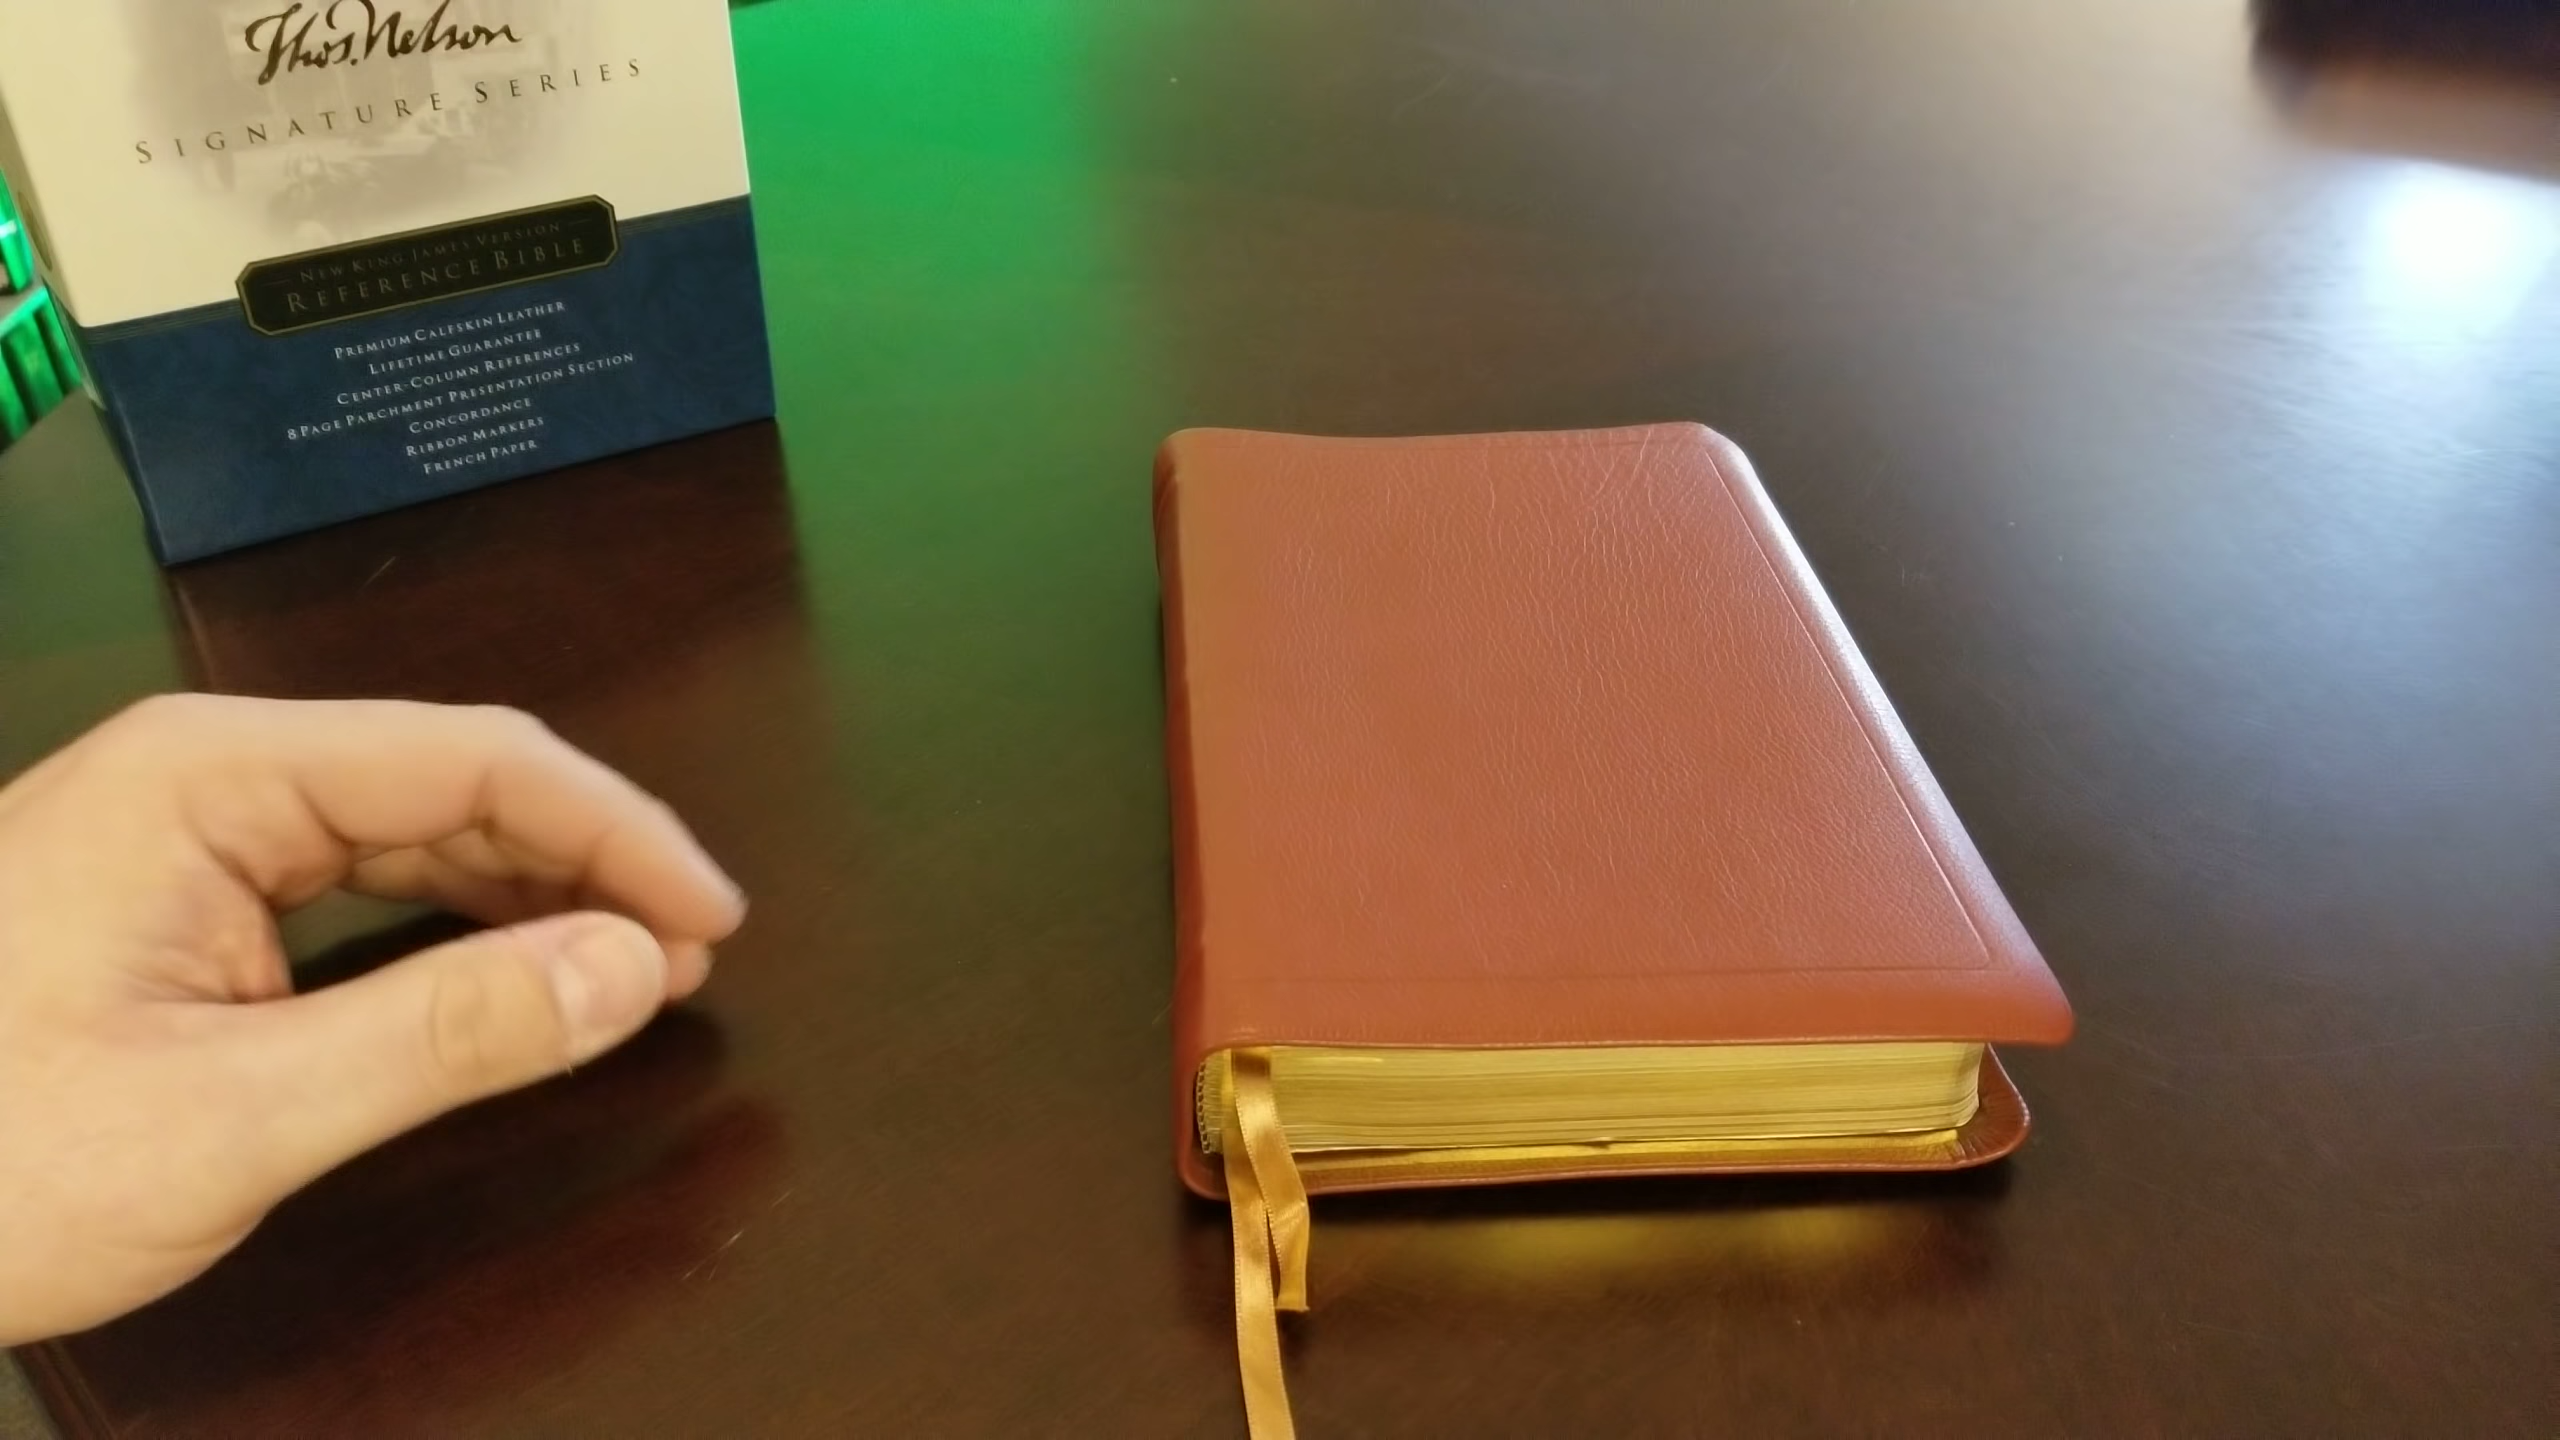 Thos. Nelson
SIGNATURE SERIES
NEW KING JAMES VERSION
REFERENCE BIBLE
PREMIUM CALFSKIN LEATHER
LIFETIME GUARANTEE
CENTER-COLUMN REFERENCES
8 PAGE PARCHMENT PRESENTATION SECTION
CONCORDANCE
RIBBON MARKERS
FRENCH PAPER